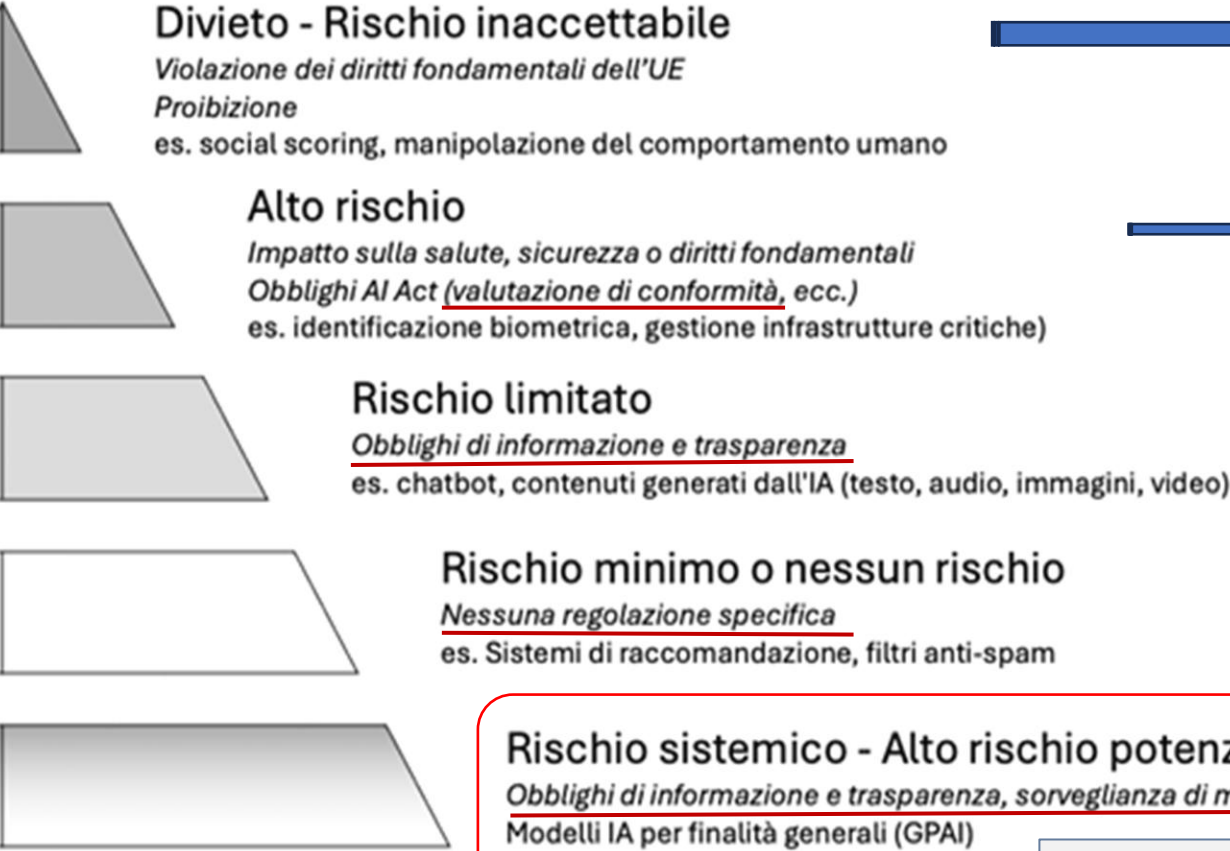 Divieto - Rischio inaccettabile
Violazione dei diritti fondamentali dell'UE
Proibizione
es. social scoring, manipolazione del comportamento umano
Alto rischio
Impatto sulla salute, sicurezza o diritti fondamentali
Obblighi AI Act (valutazione di conformità, ecc.)
es. identificazione biometrica, gestione infrastrutture critiche)
Rischio limitato
Obblighi di informazione e trasparenza
es. chatbot, contenuti generati dall'IA (testo, audio, immagini, video)
Rischio minimo o nessun rischio
Nessuna regolazione specifica
es. Sistemi di raccomandazione, filtri anti-spam
Rischio sistemico - Alto rischio
Obblighi di informazione e trasparenza, sorveglianza di
Modelli IA per finalità generali (GPAI)